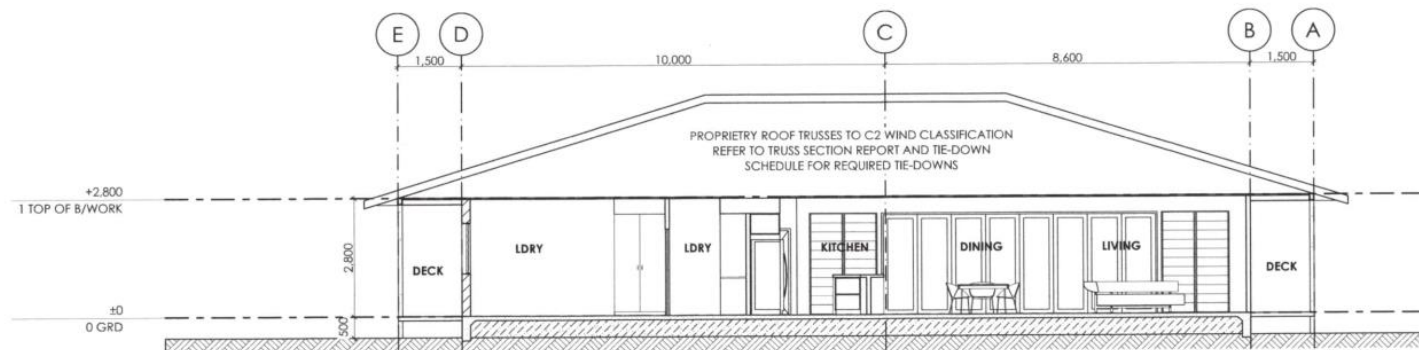 E D C B A
1,500 10,000 8,600 1,500
PROPRIETRY ROOF TRUSSES TO C2 WIND CLASSIFICATION
REFER TO TRUSS SECTION REPORT AND TIE-DOWN
SCHEDULE FOR REQUIRED TIE-DOWNS
+2.800
1 TOP OF B/WORK
2,800
DECK
LDRY
LDRY
KITCHEN
DINING
LIVING
DECK
±0
0 GRD
500